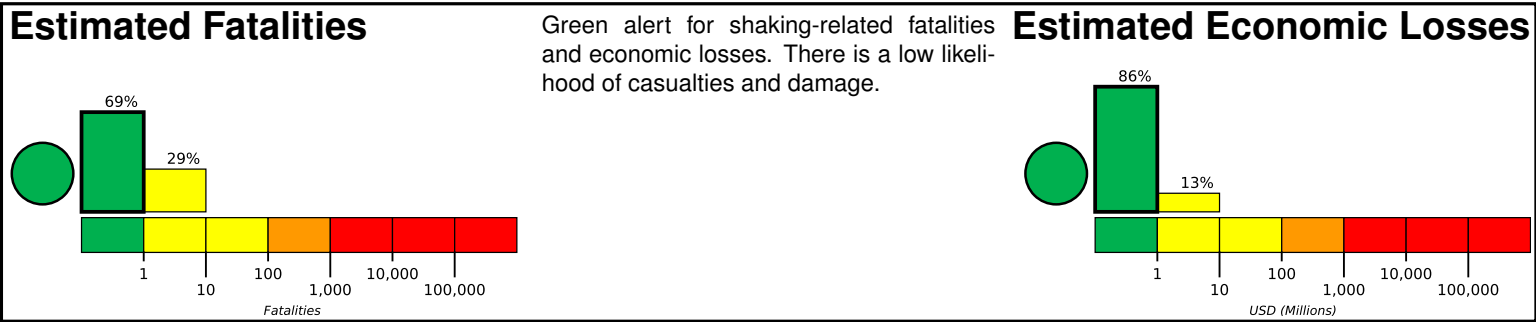 Estimated Fatalities
69%
29%
1
10
100
1,000
10,000
100,000
Fatalities
Green alert for shaking-related fatalities
and economic losses. There is a low likeli-
hood of casualties and damage.
Estimated Economic Losses
86%
13%
1
10
100
1,000
10,000
100,000
USD (Millions)